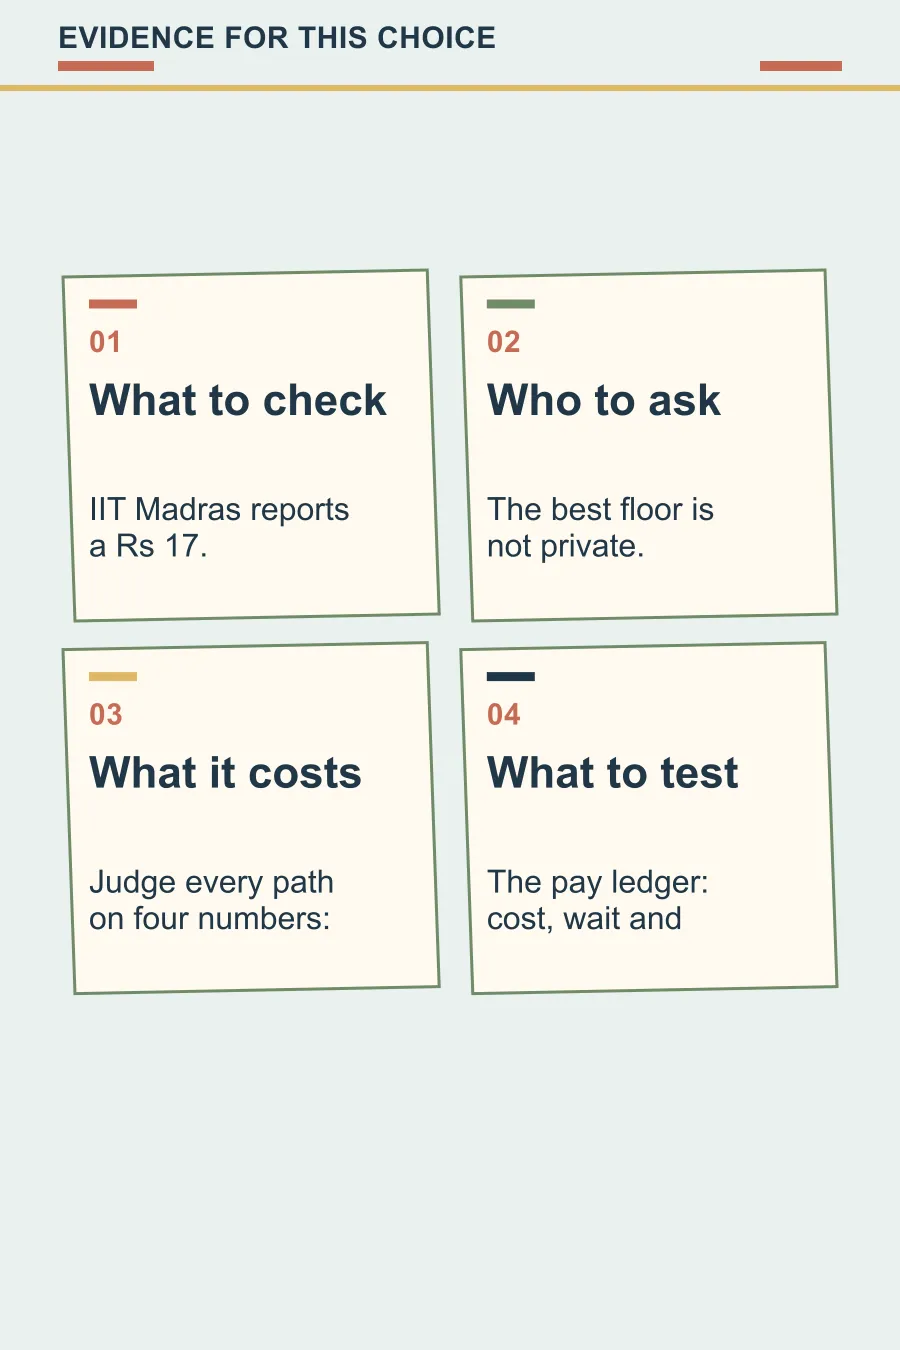 EVIDENCE FOR THIS CHOICE
01
What to check
IIT Madras reports
a Rs 17.
02
Who to ask
The best floor is
not private.
03
What it costs
Judge every path
on four numbers:
04
What to test
The pay ledger:
cost, wait and